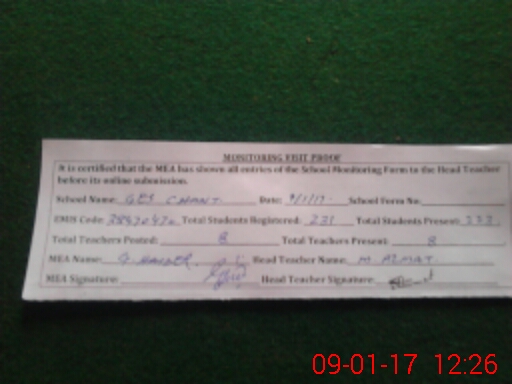 MONITORING VISIT PROOF
It is certified that the MEA has shown all entries of the School Monitoring Form to the Head Teacher
before its online submission.
School Name: GES CHANT Date: 9/1/17 School Form No.
EMIS Code: Total Students Registered: 231 Total Students Present:
Total Teachers Posted: 8 Total Teachers Present: 8
MEA Name: G. HAIDER Head Teacher Name: M AZMAT
MEA Signature: Head Teacher Signature:
09-01-17 12:26